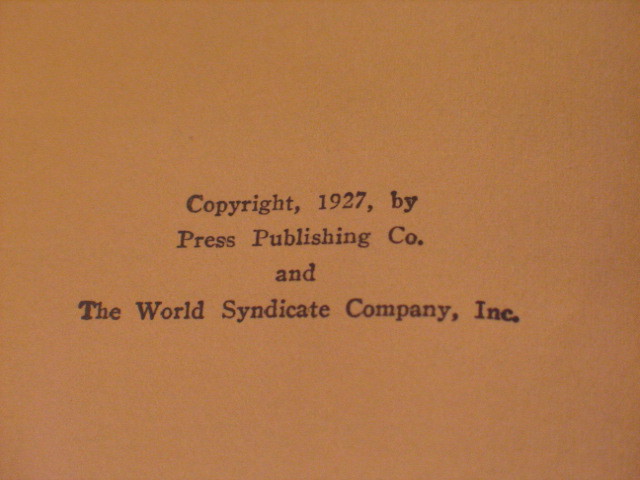 Copyright, 1927, by
Press Publishing Co.
and
The World Syndicate Company, Inc.